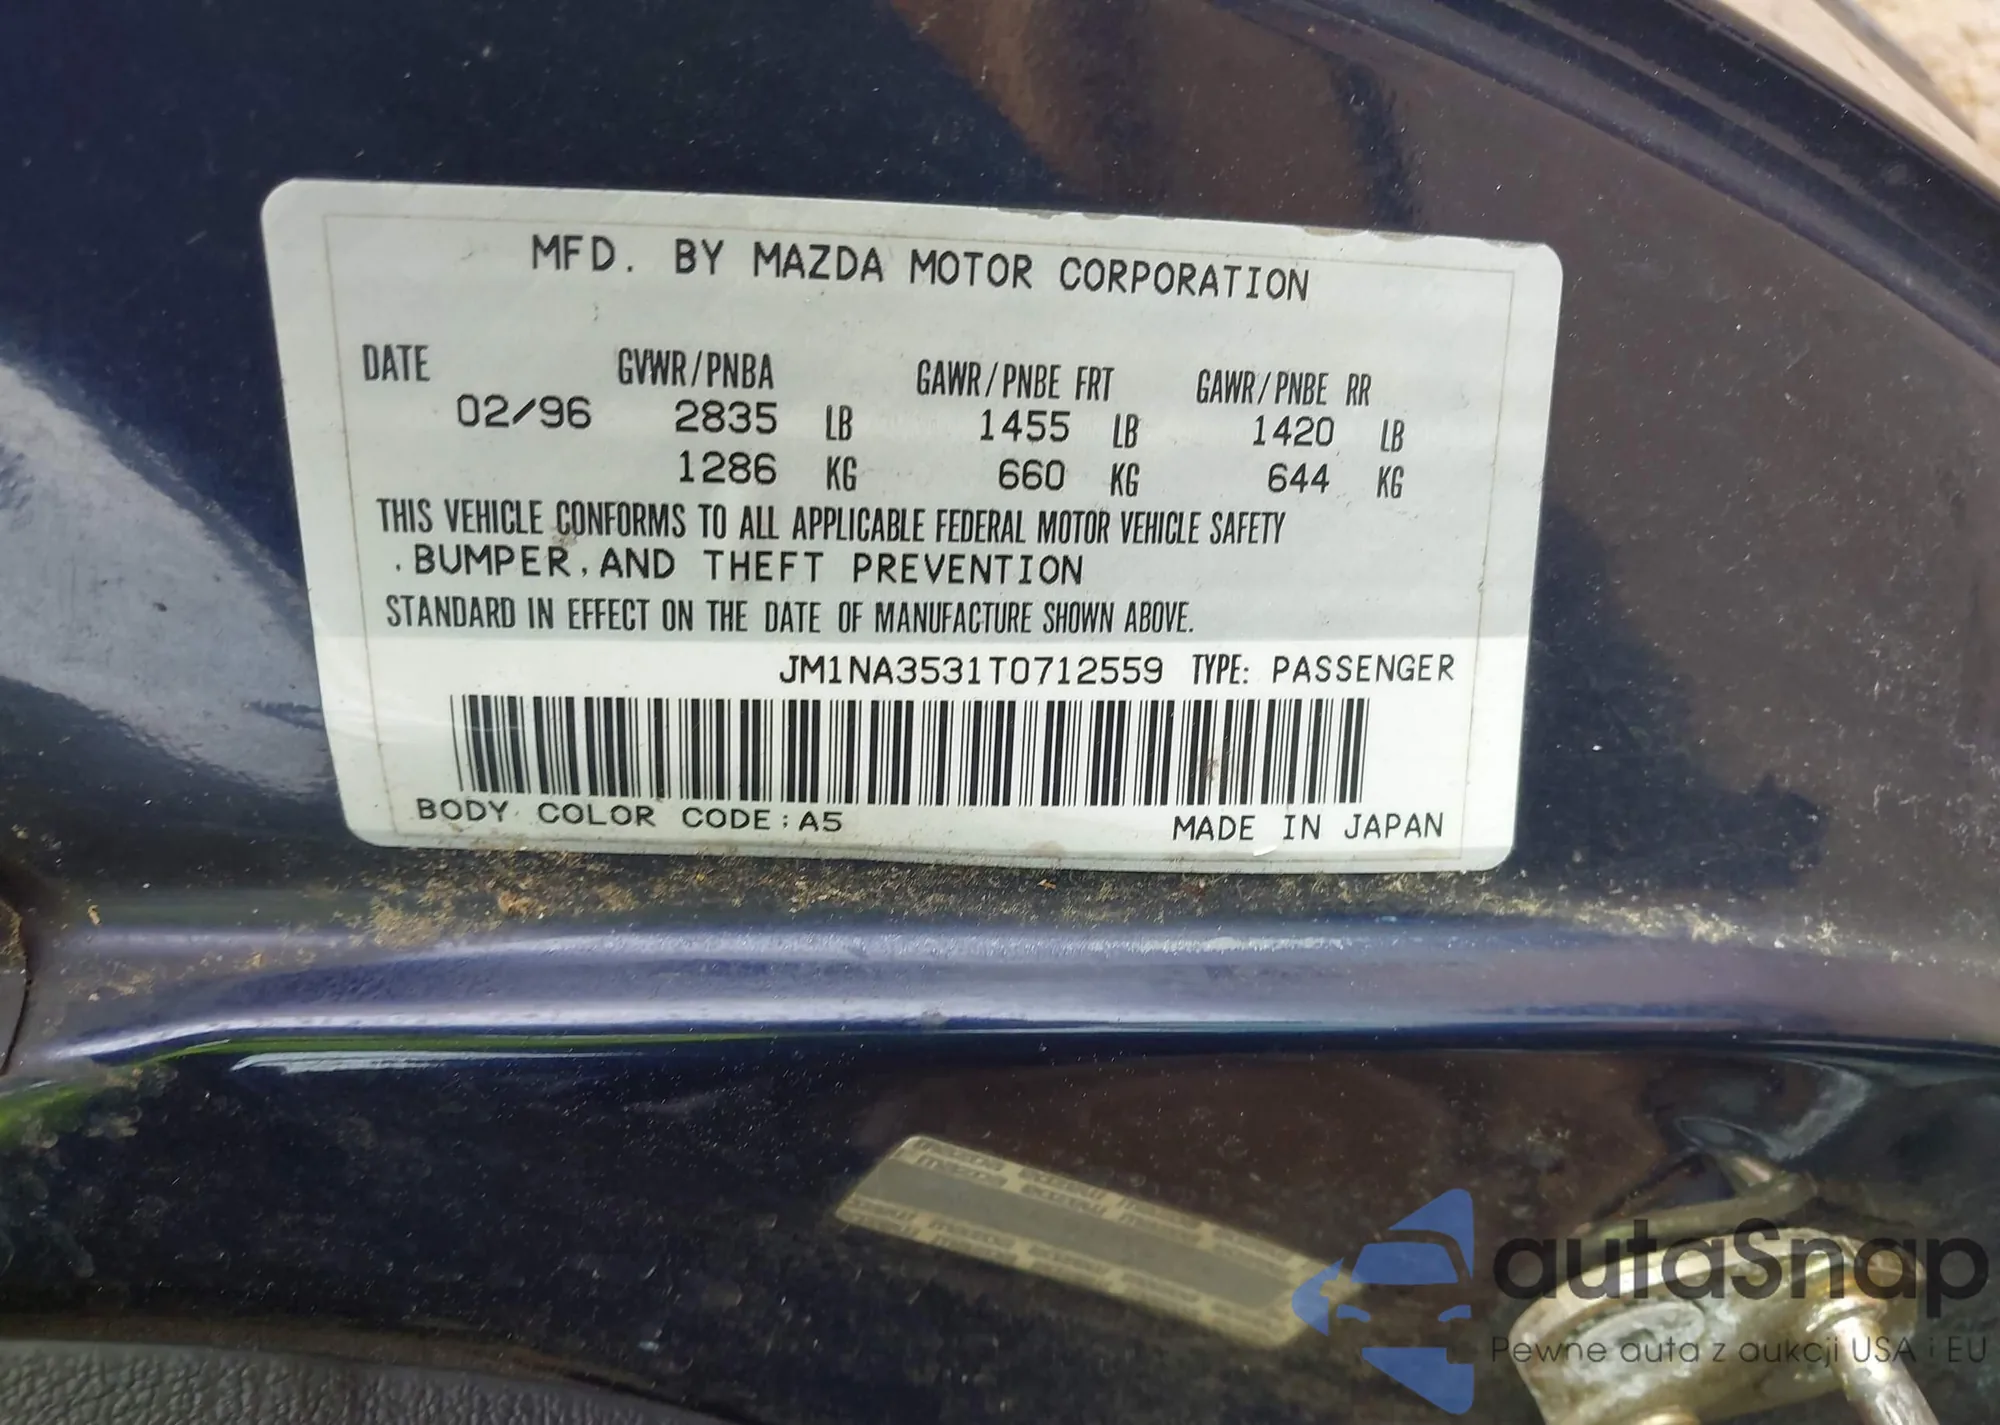 MFD. BY MAZDA MOTOR CORPORATION
DATE GVWR/PNBA GAWR/PNBE FRT GAWR/PNBE RR
02/96 2835 LB 1455 LB 1420 LB
1286 KG 660 KG 644 KG
THIS VEHICLE CONFORMS TO ALL APPLICABLE FEDERAL MOTOR VEHICLE SAFETY
.BUMPER,AND THEFT PREVENTION
STANDARD IN EFFECT ON THE DATE OF MANUFACTURE SHOWN ABOVE.
JM1NA3531T0712559 TYPE: PASSENGER
BODY COLOR CODE:A5 MADE IN JAPAN
autaSnap
Pewne auta z aukcji USA i EU